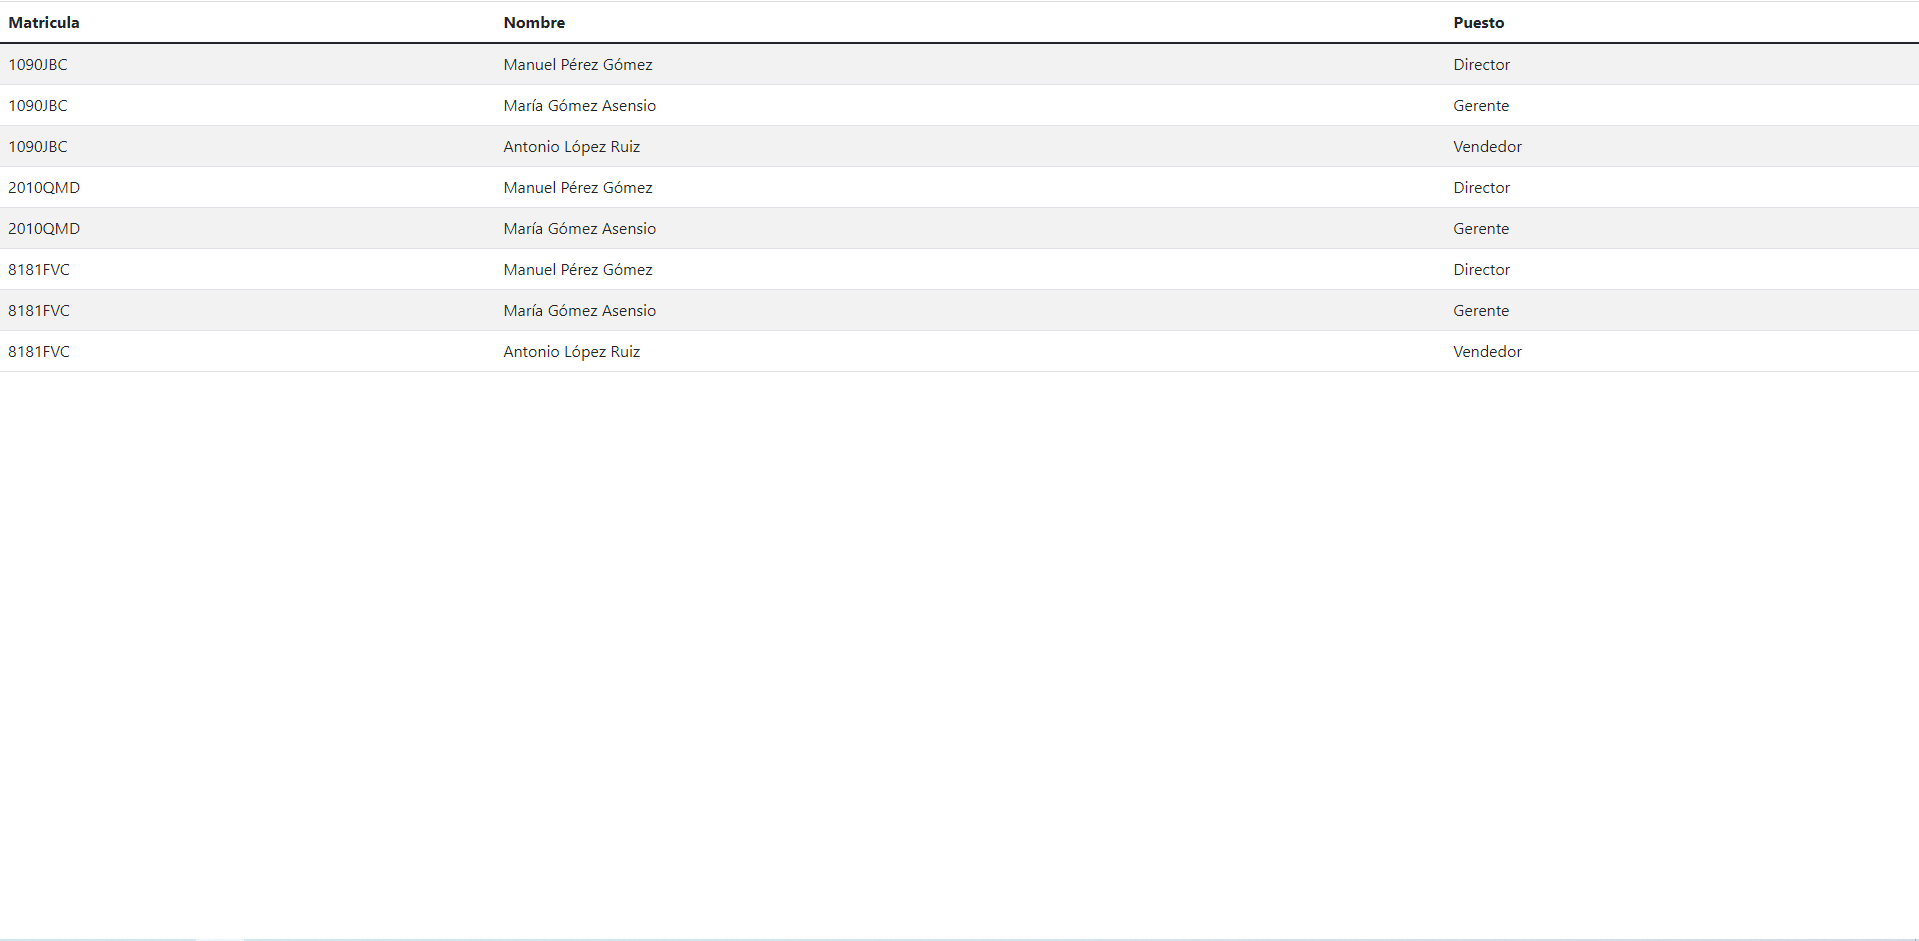 Matricula Nombre Puesto
1090JBC Manuel Pérez Gómez Director
1090JBC María Gómez Asensio Gerente
1090JBC Antonio López Ruiz Vendedor
2010QMD Manuel Pérez Gómez Director
2010QMD María Gómez Asensio Gerente
8181FVC Manuel Pérez Gómez Director
8181FVC María Gómez Asensio Gerente
8181FVC Antonio López Ruiz Vendedor